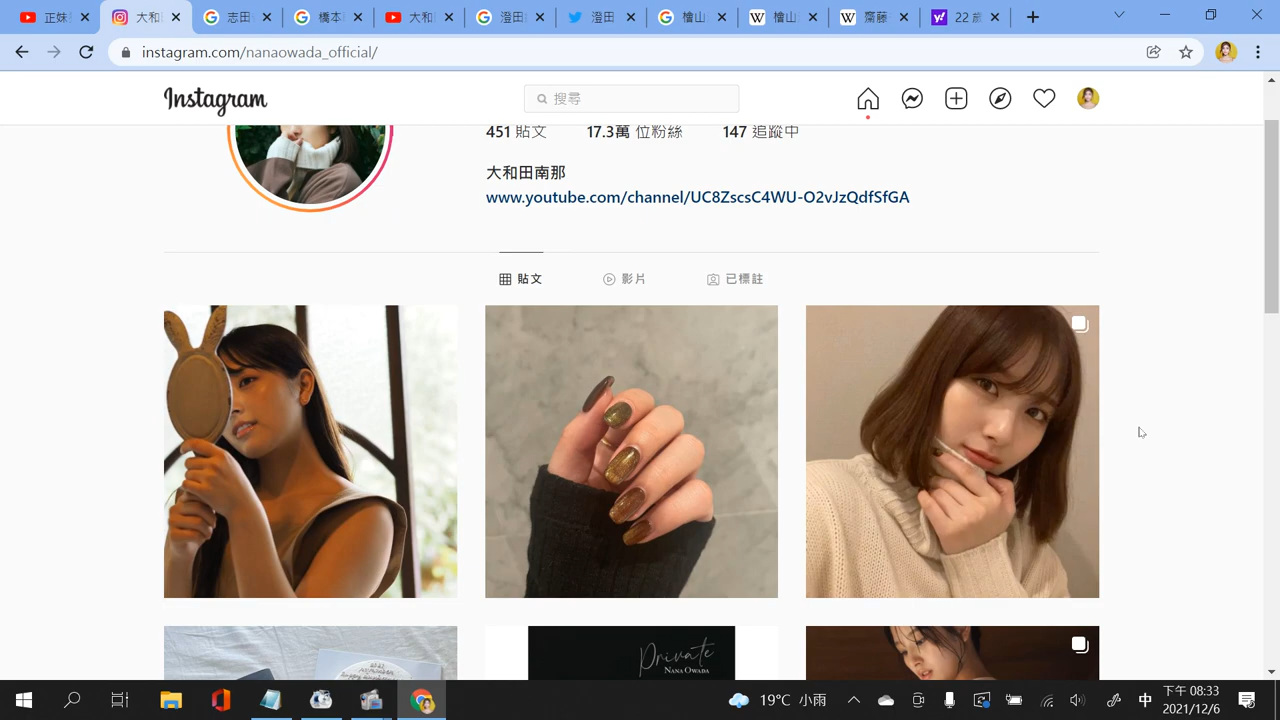 正妹
大和
志田
橋本
大和
澄田
澄田
檜山
檜山
齋藤
22 歲
instagram.com/nanaowada_official/
Instagram
搜尋
451 貼文
17.3萬 位粉絲
147 追蹤中
大和田南那
www.youtube.com/channel/UC8ZscsC4WU-O2vJzQdfSfGA
貼文
影片
已標註
Private
NANA OWADA
19°C 小雨
中
下午 08:33
2021/12/6